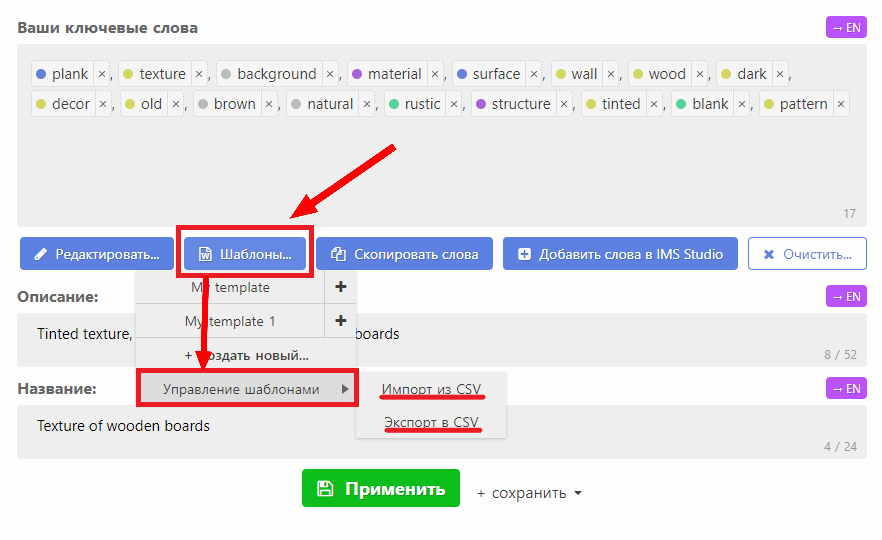 Ваши ключевые слова
→ EN
plank ×, texture ×, background ×, material ×, surface ×, wall ×, wood ×, dark ×,
decor ×, old ×, brown ×, natural ×, rustic ×, structure ×, tinted ×, blank ×, pattern ×
17
Редактировать... Шаблоны... Скопировать слова + Добавить слова в IMS Studio × Очистить...
My template +
Описание: → EN
My template 1 +
Tinted texture, boards
+ Создать новый...
8 / 52
Название: Управление шаблонами Импорт из CSV → EN
Экспорт в CSV
Texture of wooden boards
4 / 24
Применить + сохранить